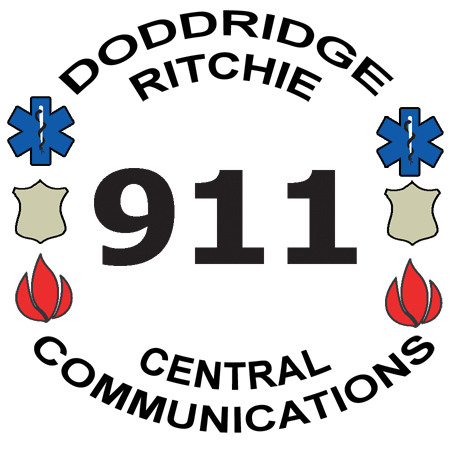 DODDRIDGE
RITCHIE
911
CENTRAL
COMMUNICATIONS